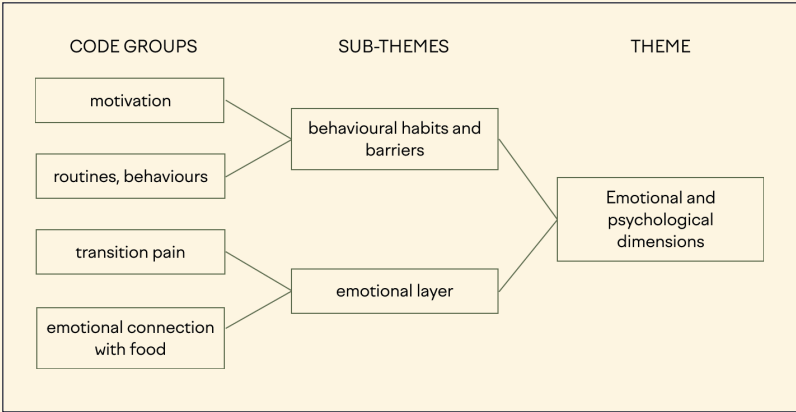 CODE GROUPS
SUB-THEMES
THEME
motivation
routines, behaviours
transition pain
emotional connection
with food
behavioural habits and
barriers
emotional layer
Emotional and
psychological
dimensions